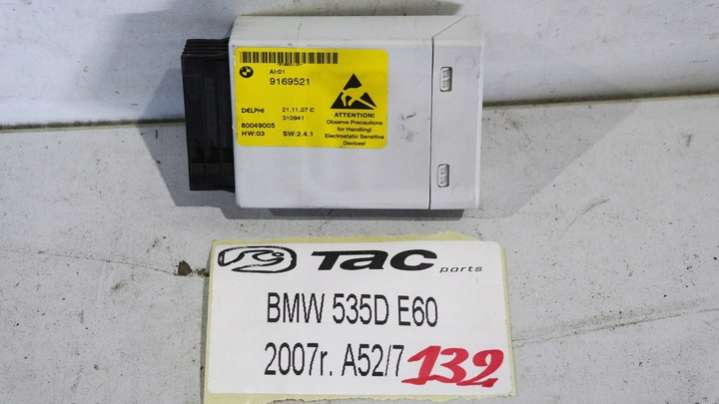 AI:01
9169521
DELPHI 21.11.07 C
310941
80049005
HW:03 SW:2.4.1
ATTENTION!
Observe Precautions
for Handling!
Electrostatic Sensitive
Devices!
TAC parts
BMW 535D E60
2007r. A52/7 132